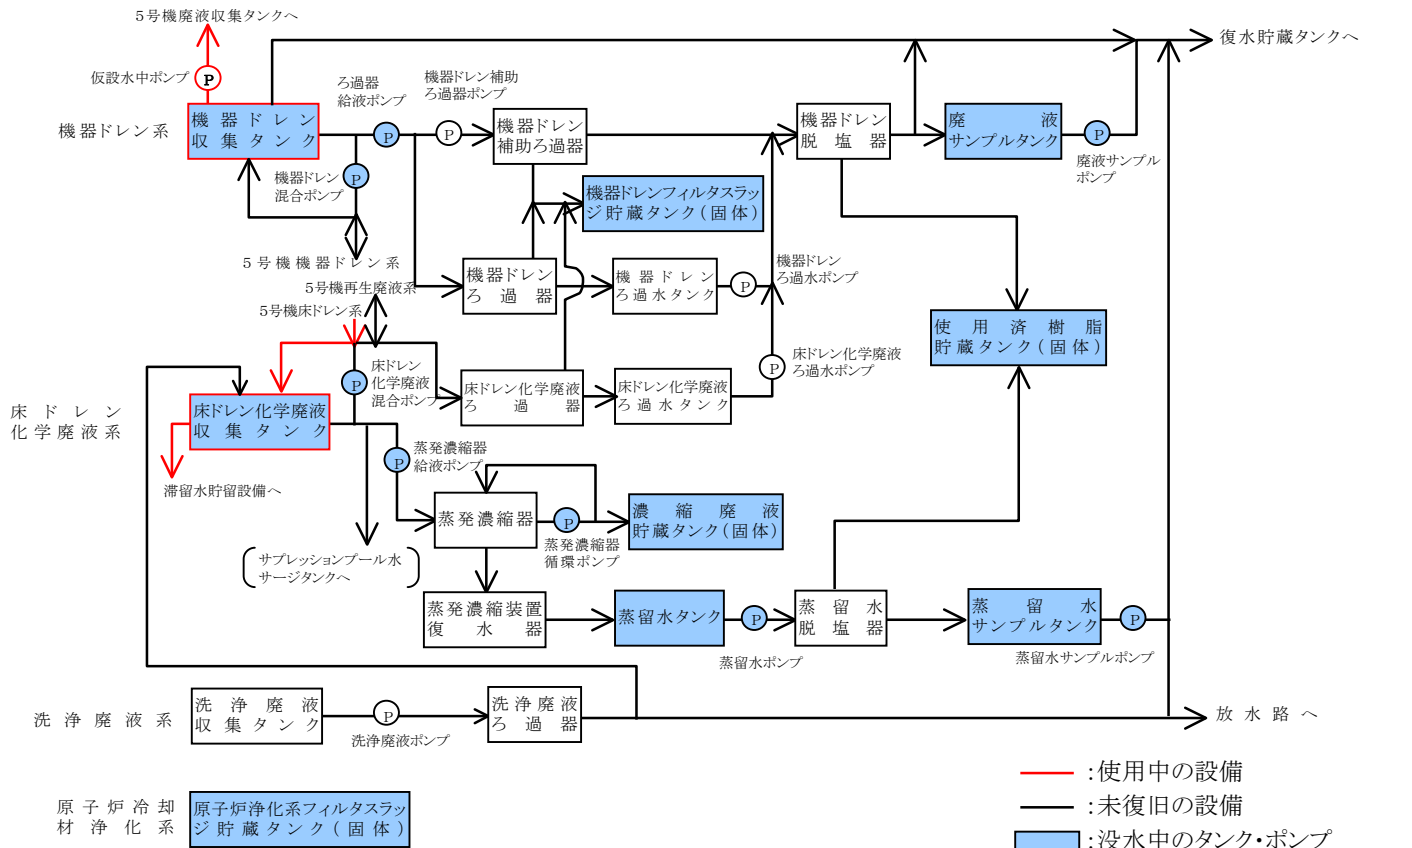 5号機廃液収集タンクへ
仮設水中ポンプ
P
機器ドレン系
機器ドレン
収集タンク
ろ過器
給液ポンプ
P
機器ドレン補助
ろ過器ポンプ
P
機器ドレン
補助ろ過器
機器ドレン
脱塩器
廃液
サンプルタンク
P
廃液サンプル
ポンプ
復水貯蔵タンクへ
機器ドレン
混合ポンプ
P
機器ドレンフィルタスラッ
ジ貯蔵タンク(固体)
5号機機器ドレン系
機器ドレン
ろ過器
機器ドレン
ろ過水タンク
P
機器ドレン
ろ過水ポンプ
5号機再生廃液系
5号機床ドレン系
使用済樹脂
貯蔵タンク(固体)
床ドレン
化学廃液
混合ポンプ
P
床ドレン化学廃液
ろ過器
床ドレン化学廃液
ろ過水タンク
P
床ドレン化学廃液
ろ過水ポンプ
床ドレン
化学廃液系
床ドレン化学廃液
収集タンク
滞留水貯留設備へ
P
蒸発濃縮器
給液ポンプ
蒸発濃縮器
P
蒸発濃縮器
循環ポンプ
濃縮廃液
貯蔵タンク(固体)
サプレッションプール水
サージタンクへ
蒸発濃縮装置
復水器
蒸留水タンク
P
蒸留水ポンプ
蒸留水
脱塩器
蒸留水
サンプルタンク
P
蒸留水サンプルポンプ
洗浄廃液系
洗浄廃液
収集タンク
P
洗浄廃液ポンプ
洗浄廃液
ろ過器
放水路へ
原子炉冷却
材浄化系
原子炉浄化系フィルタスラッ
ジ貯蔵タンク(固体)
:使用中の設備
:未復旧の設備
:没水中のタンク・ポンプ